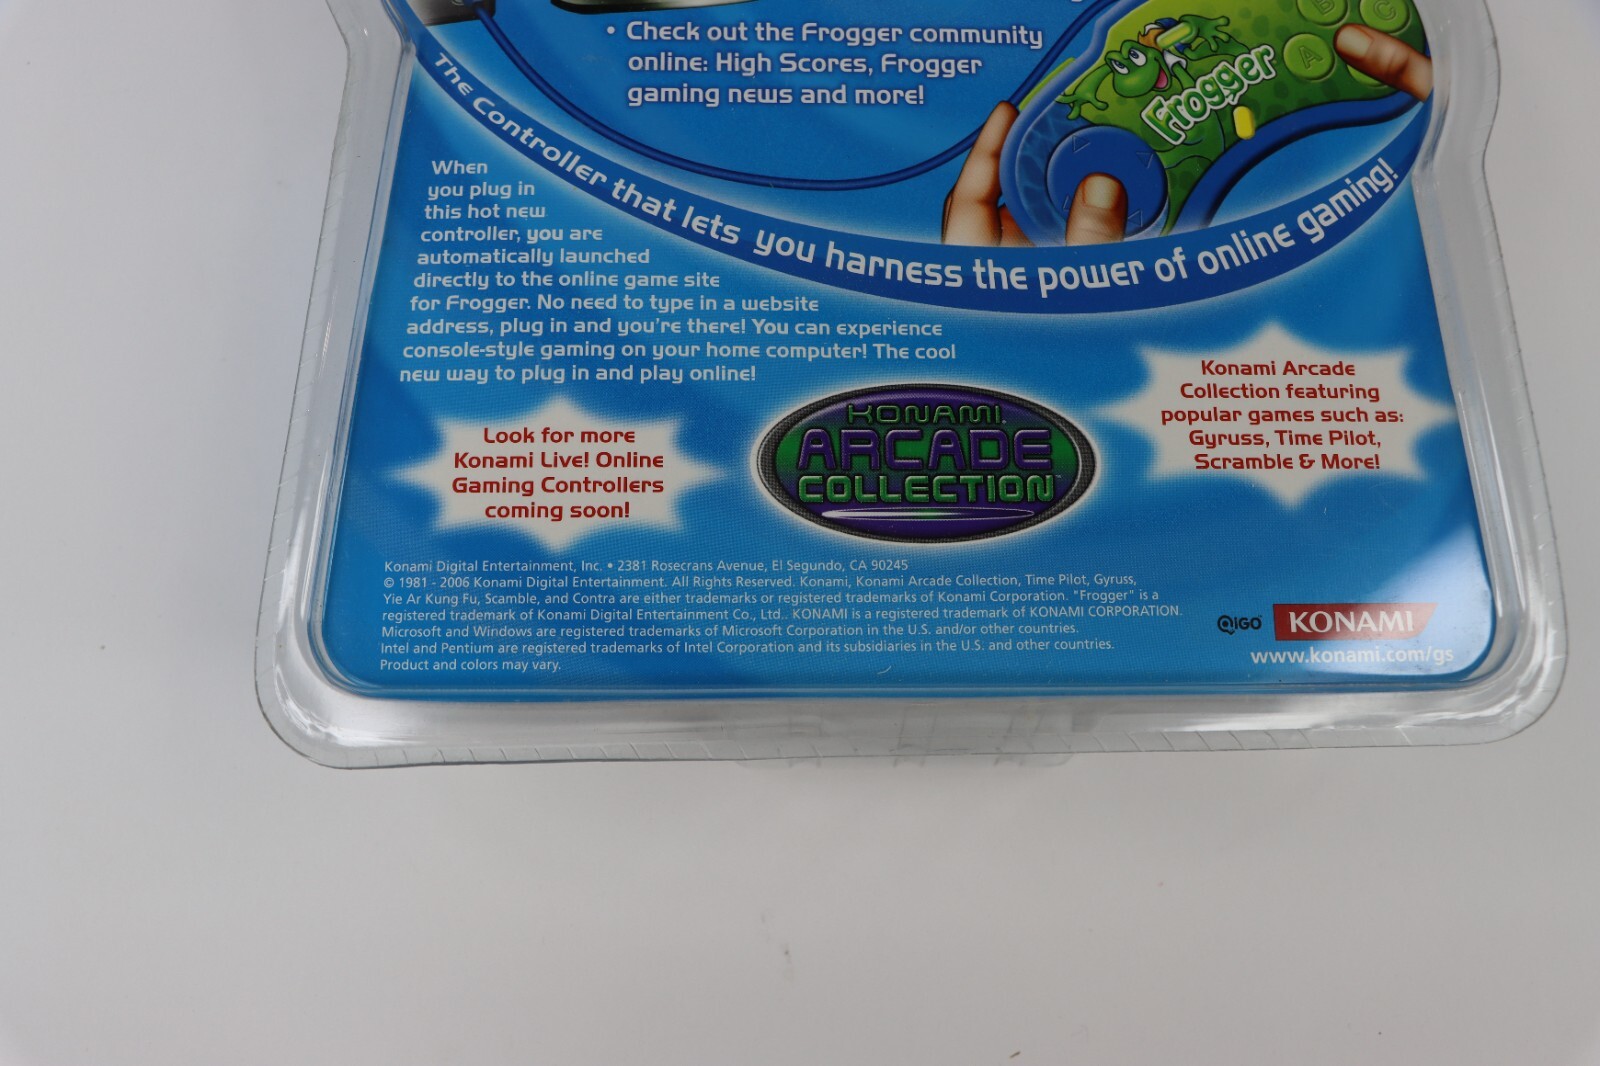 • Check out the Frogger community
online: High Scores, Frogger
gaming news and more!
Frogger
A
B
C
The Controller that lets you harness the power of online gaming!
When
you plug in
this hot new
controller, you are
automatically launched
directly to the online game site
for Frogger. No need to type in a website
address, plug in and you're there! You can experience
console-style gaming on your home computer! The cool
new way to plug in and play online!
Look for more
Konami Live! Online
Gaming Controllers
coming soon!
KONAMI
ARCADE
COLLECTION™
Konami Arcade
Collection featuring
popular games such as:
Gyruss, Time Pilot,
Scramble & More!
Konami Digital Entertainment, Inc. • 2381 Rosecrans Avenue, El Segundo, CA 90245
© 1981 - 2006 Konami Digital Entertainment. All Rights Reserved. Konami, Konami Arcade Collection, Time Pilot, Gyruss,
Yie Ar Kung Fu, Scamble, and Contra are either trademarks or registered trademarks of Konami Corporation. "Frogger" is a
registered trademark of Konami Digital Entertainment Co., Ltd.. KONAMI is a registered trademark of KONAMI CORPORATION.
Microsoft and Windows are registered trademarks of Microsoft Corporation in the U.S. and/or other countries.
Intel and Pentium are registered trademarks of Intel Corporation and its subsidiaries in the U.S. and other countries.
Product and colors may vary.
QiGO
KONAMI
www.konami.com/gs